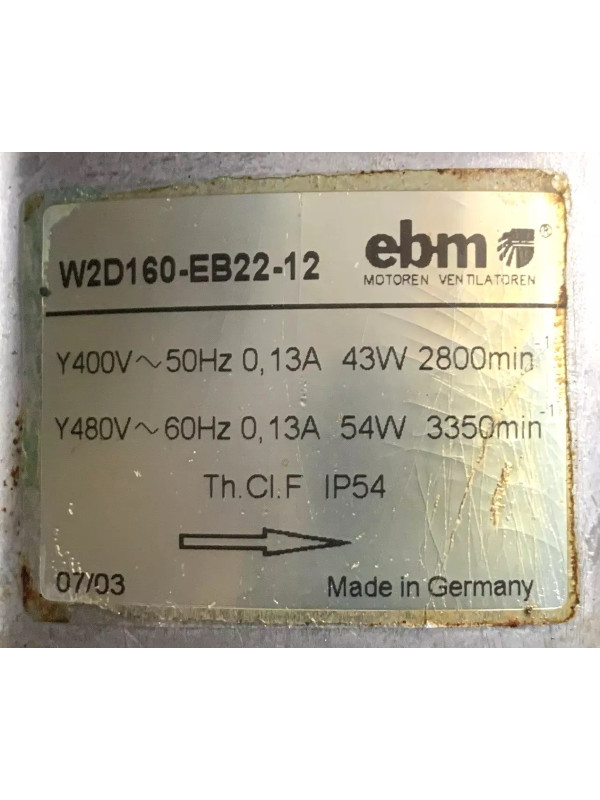 W2D160-EB22-12
ebm ®
MOTOREN VENTILATOREN
Y400V~50Hz 0,13A 43W 2800min-1
Y480V~60Hz 0,13A 54W 3350min-1
Th.Cl.F IP54
07/03
Made in Germany